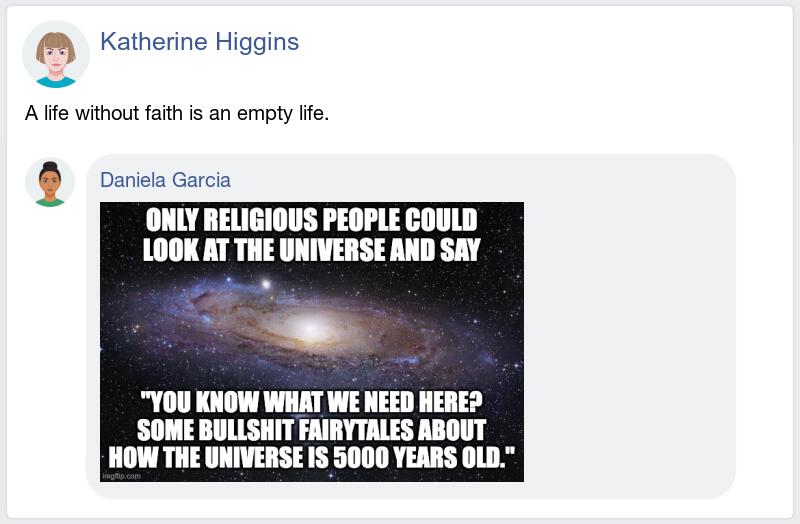 Katherine Higgins
A life without faith is an empty life.
Daniela Garcia
ONLY RELIGIOUS PEOPLE COULD
LOOK AT THE UNIVERSE AND SAY
"YOU KNOW WHAT WE NEED HERE?
SOME BULLSHIT FAIRYTALES ABOUT
HOW THE UNIVERSE IS 5000 YEARS OLD."
imgflip.com